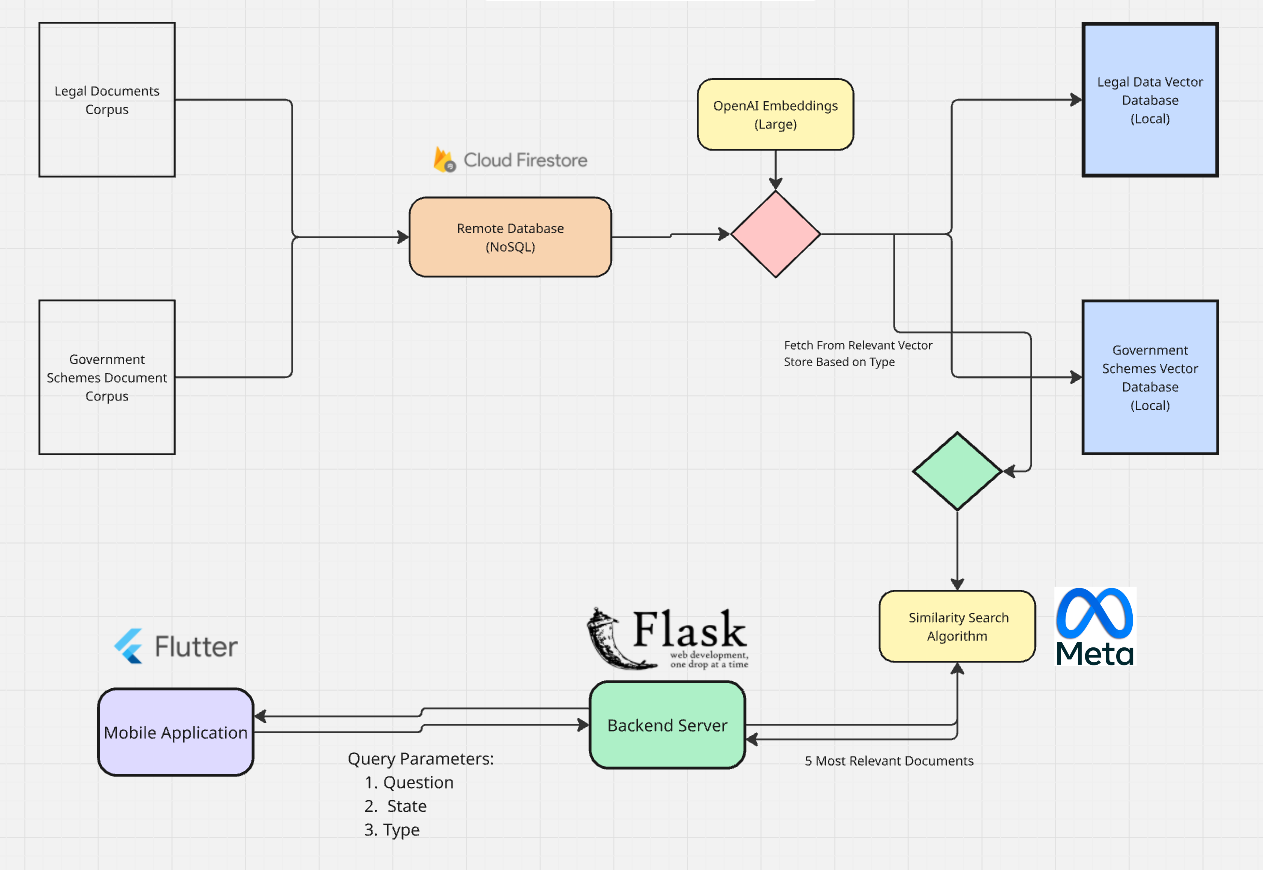 Legal Documents
Corpus
OpenAI Embeddings
(Large)
Legal Data Vector
Database
(Local)
Cloud Firestore
Remote Database
(NoSQL)
Government
Schemes Document
Corpus
Fetch From Relevant Vector
Store Based on Type
Government
Schemes Vector
Database
(Local)
Similarity Search
Algorithm
Meta
Flutter
Flask
web development,
one drop at a time
Mobile Application
Backend Server
5 Most Relevant Documents
Query Parameters:
1. Question
2. State
3. Type